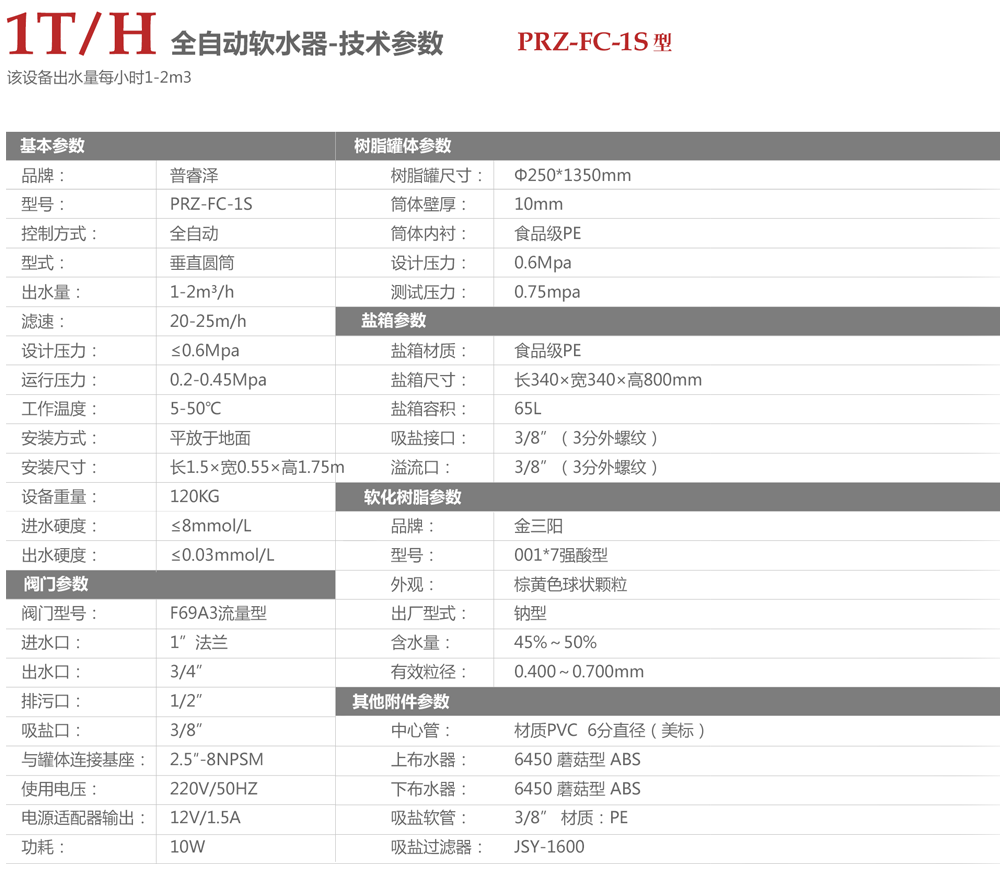 1T/H 全自动软水器-技术参数 PRZ-FC-1S 型
该设备出水量每小时1-2m3
基本参数
品牌： 普睿泽
型号： PRZ-FC-1S
控制方式： 全自动
型式： 垂直圆筒
出水量： 1-2m³/h
滤速： 20-25m/h
设计压力： ≤0.6Mpa
运行压力： 0.2-0.45Mpa
工作温度： 5-50℃
安装方式： 平放于地面
安装尺寸： 长1.5×宽0.55×高1.75m
设备重量： 120KG
进水硬度： ≤8mmol/L
出水硬度： ≤0.03mmol/L
阀门参数
阀门型号： F69A3流量型
进水口： 1″ 法兰
出水口： 3/4″
排污口： 1/2″
吸盐口： 3/8″
与罐体连接基座： 2.5″-8NPSM
使用电压： 220V/50HZ
电源适配器输出： 12V/1.5A
功耗： 10W
树脂罐体参数
树脂罐尺寸： Φ250*1350mm
筒体壁厚： 10mm
筒体内衬： 食品级PE
设计压力： 0.6Mpa
测试压力： 0.75mpa
盐箱参数
盐箱材质： 食品级PE
盐箱尺寸： 长340×宽340×高800mm
盐箱容积： 65L
吸盐接口： 3/8″（3分外螺纹）
溢流口： 3/8″（3分外螺纹）
软化树脂参数
品牌： 金三阳
型号： 001*7强酸型
外观： 棕黄色球状颗粒
出厂型式： 钠型
含水量： 45%～50%
有效粒径： 0.400～0.700mm
其他附件参数
中心管： 材质PVC 6分直径（美标）
上布水器： 6450 蘑菇型 ABS
下布水器： 6450 蘑菇型 ABS
吸盐软管： 3/8″ 材质：PE
吸盐过滤器： JSY-1600